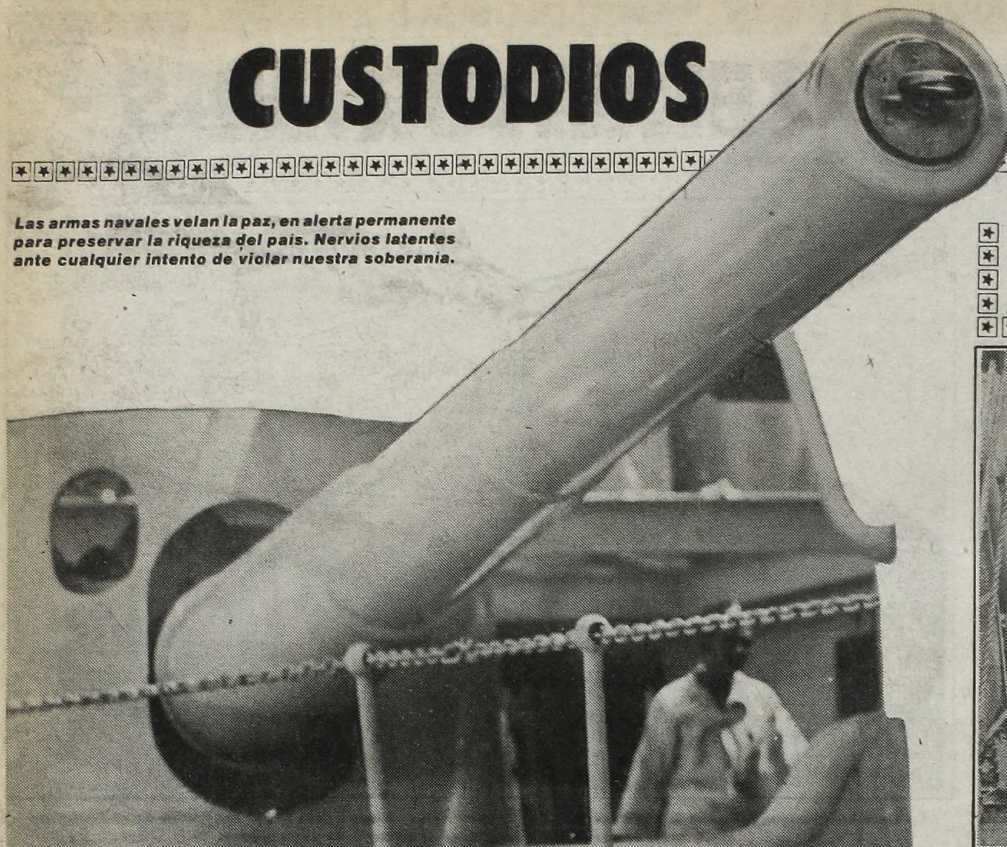 CUSTODIOS
Las armas navales velan la paz, en alerta permanente
para preservar la riqueza del país. Nervios latentes
ante cualquier intento de violar nuestra soberanía.